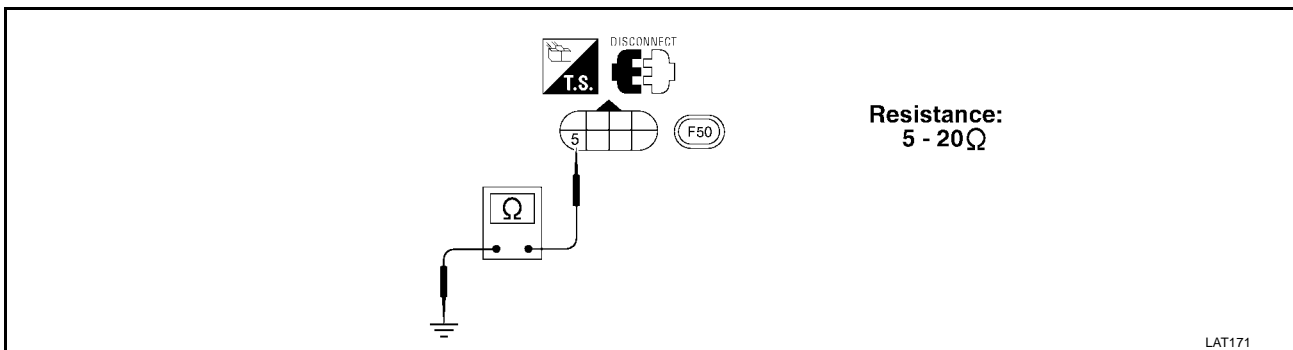 DISCONNECT
T.S.
5
F50
Ω
Resistance:
5 - 20Ω
LAT171